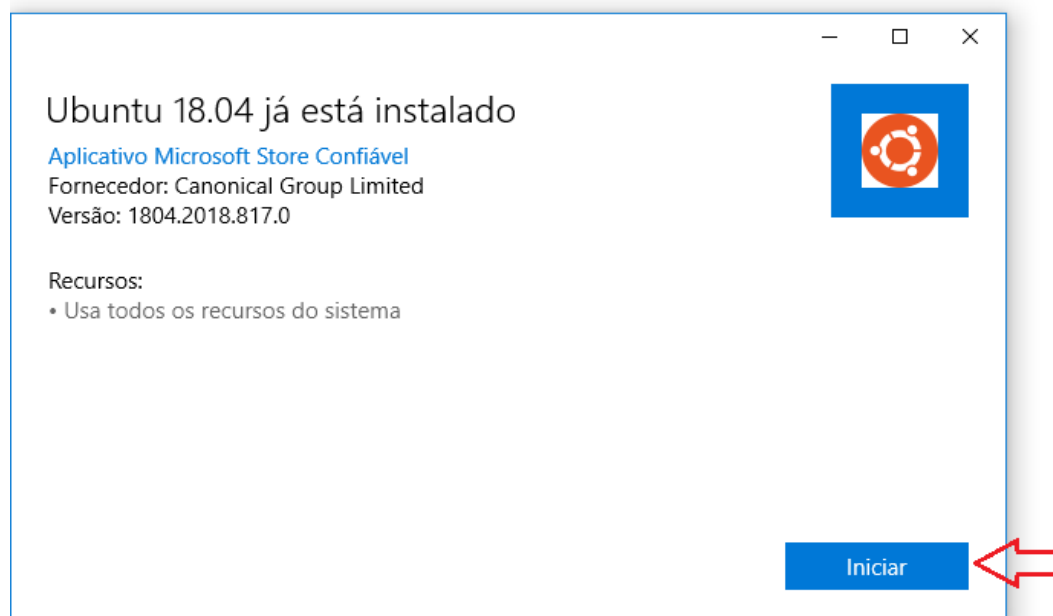 Ubuntu 18.04 já está instalado
Aplicativo Microsoft Store Confiável
Fornecedor: Canonical Group Limited
Versão: 1804.2018.817.0
Recursos:
• Usa todos os recursos do sistema
Iniciar